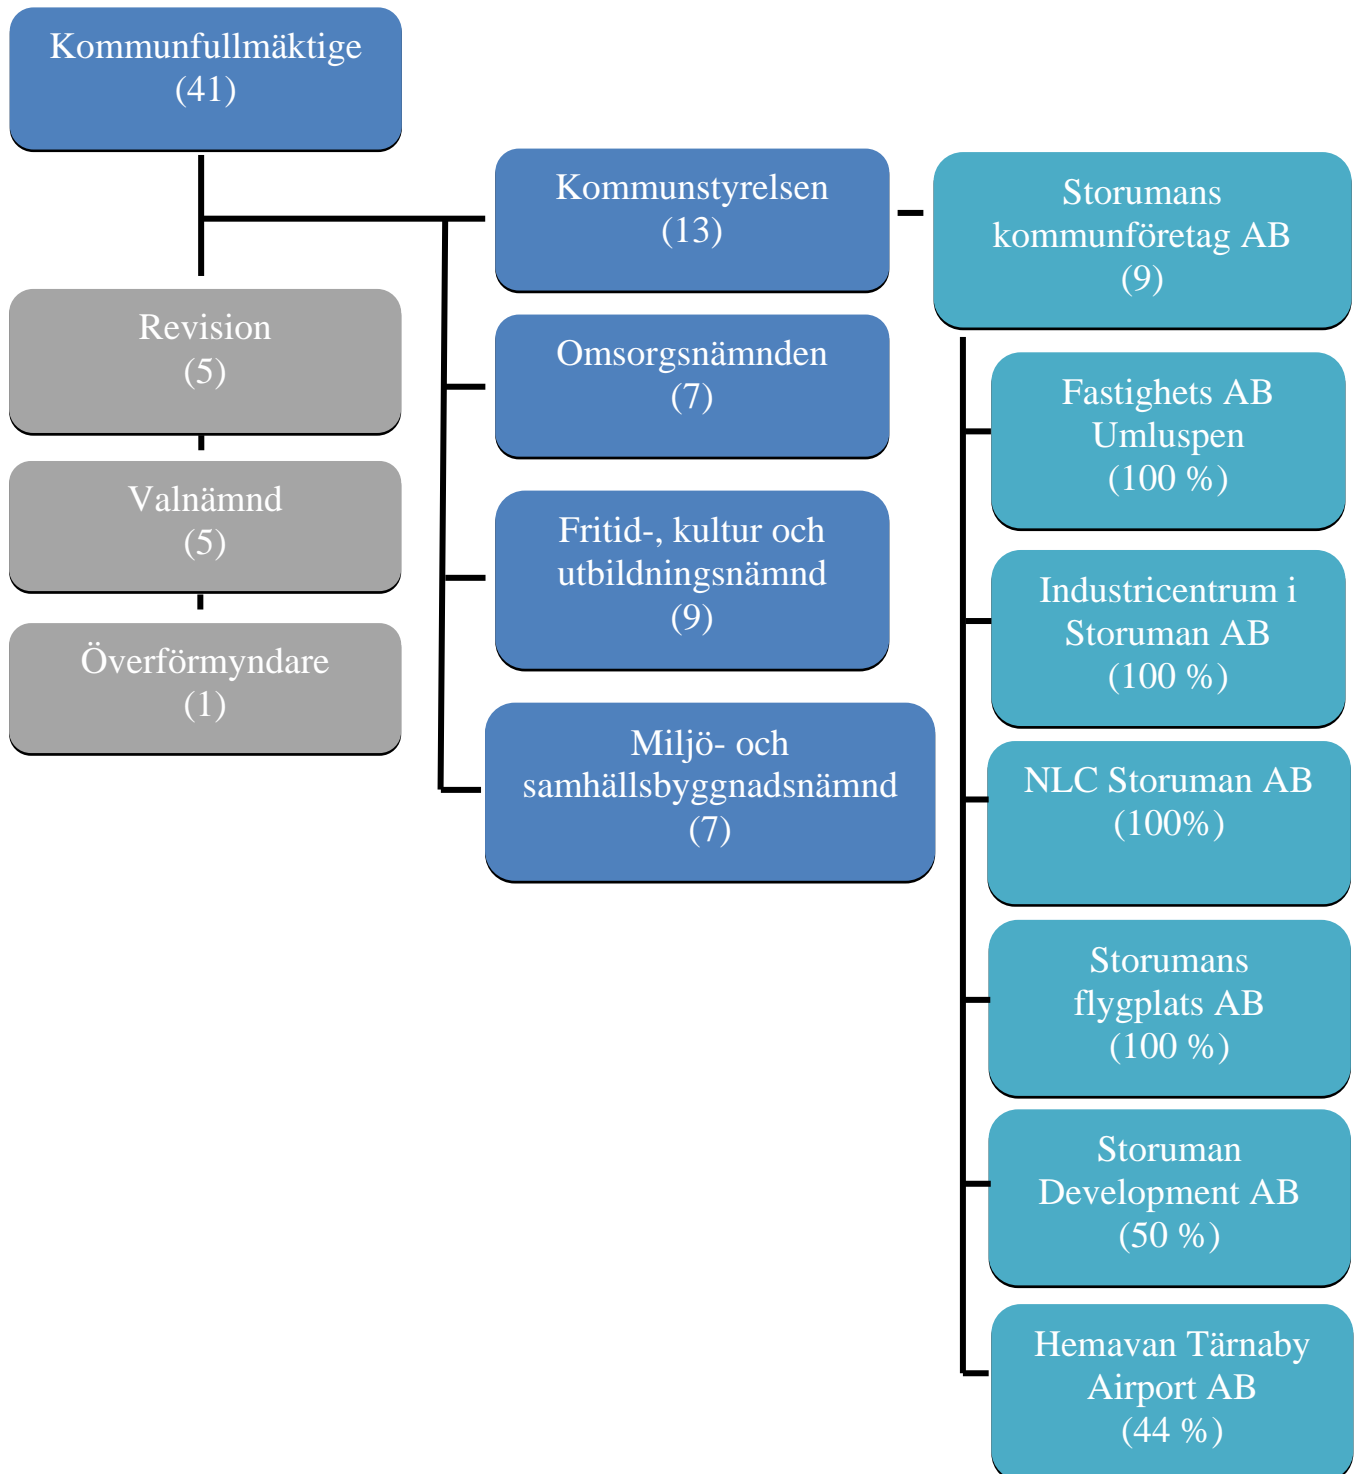 Kommunfullmäktige
(41)
Revision
(5)
Valnämnd
(5)
Överförmyndare
(1)
Kommunstyrelsen
(13)
Omsorgsnämnden
(7)
Fritid-, kultur och
utbildningsnämnd
(9)
Miljö- och
samhällsbyggnadsnämnd
(7)
Storumans
kommunföretag AB
(9)
Fastighets AB
Umluspen
(100 %)
Industricentrum i
Storuman AB
(100 %)
NLC Storuman AB
(100%)
Storumans
flygplats AB
(100 %)
Storuman
Development AB
(50 %)
Hemavan Tärnaby
Airport AB
(44 %)